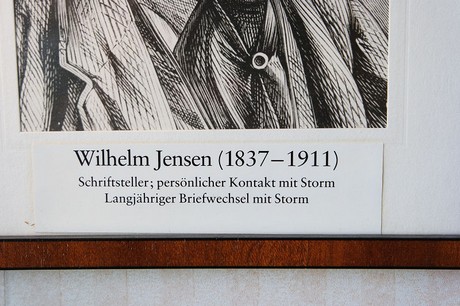 Wilhelm Jensen (1837–1911)
Schriftsteller; persönlicher Kontakt mit Storm
Langjähriger Briefwechsel mit Storm